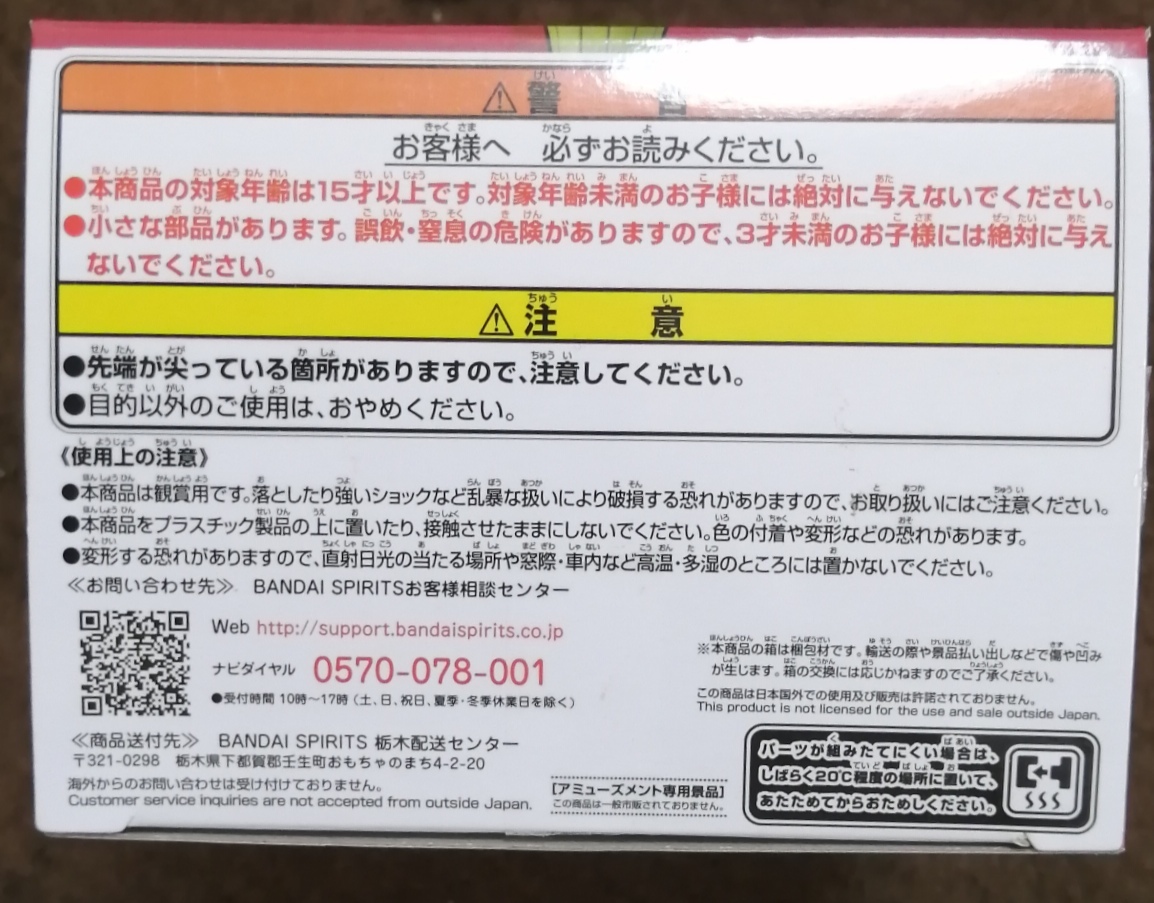 ⚠警 告
お客様へ 必ずお読みください。
●本商品の対象年齢は15才以上です。対象年齢未満のお子様には絶対に与えないでください。
●小さな部品があります。誤飲・窒息の危険がありますので、3才未満のお子様には絶対に与え
ないでください。
⚠注 意
●先端が尖っている箇所がありますので、注意してください。
●目的以外のご使用は、おやめください。
《使用上の注意》
●本商品は観賞用です。落としたり強いショックなど乱暴な扱いにより破損する恐れがありますので、お取り扱いにはご注意ください。
●本商品をプラスチック製品の上に置いたり、接触させたままにしないでください。色の付着や変形などの恐れがあります。
●変形する恐れがありますので、直射日光の当たる場所や窓際・車内など高温・多湿のところには置かないでください。
≪お問い合わせ先≫ BANDAI SPIRITSお客様相談センター
Web http://support.bandaispirits.co.jp
ナビダイヤル 0570-078-001
●受付時間 10時～17時（土、日、祝日、夏季・冬季休業日を除く）
※本商品の箱は梱包材です。輸送の際や景品払い出しなどで傷や凹み
が生じます。箱の交換には応じかねますのでご了承ください。
この商品は日本国外での使用及び販売は許諾されておりません。
This product is not licensed for the use and sale outside Japan.
≪商品送付先≫ BANDAI SPIRITS 栃木配送センター
〒321-0298 栃木県下都賀郡壬生町おもちゃのまち4-2-20
海外からのお問い合わせは受け付けておりません。
Customer service inquiries are not accepted from outside Japan.
［アミューズメント専用景品］
この商品は一般市販されておりません。
パーツが組みたてにくい場合は、
しばらく20℃程度の場所に置いて、
あたためてからおためしください。